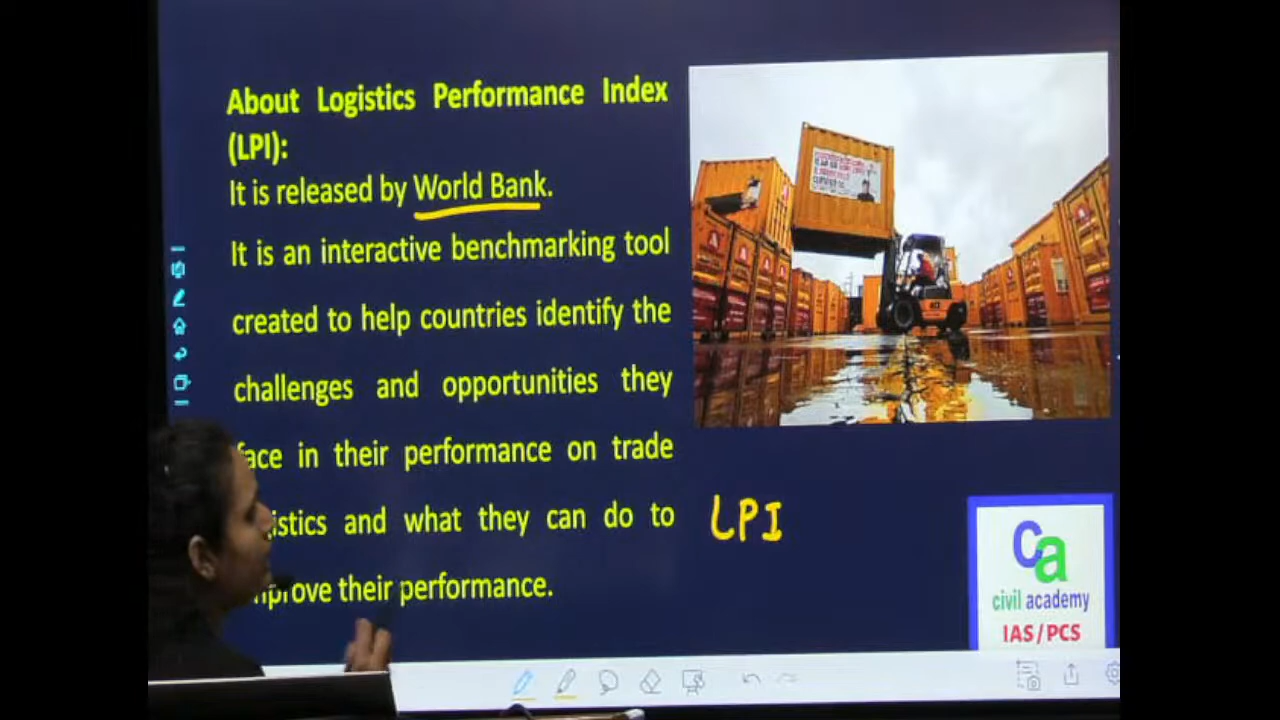 About Logistics Performance Index
(LPI):
It is released by World Bank.
It is an interactive benchmarking tool
created to help countries identify the
challenges and opportunities they
face in their performance on trade
istics and what they can do to
prove their performance.
LPI
ca
civil academy
IAS/PCS